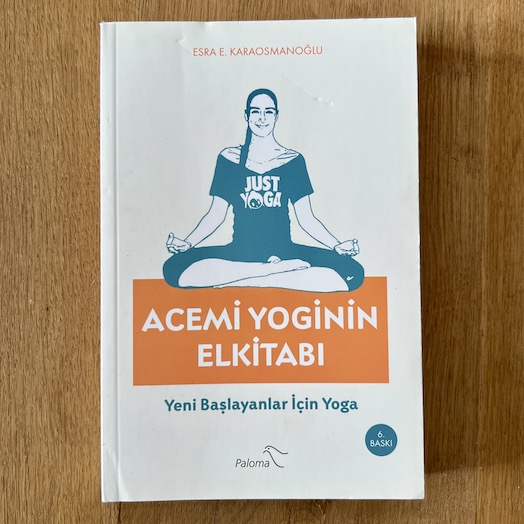 ESRA E. KARAOSMANOĞLU
JUST
YOGA
ACEMİ YOGİNİN
ELKİTABI
Yeni Başlayanlar İçin Yoga
6.
BASKI
Paloma